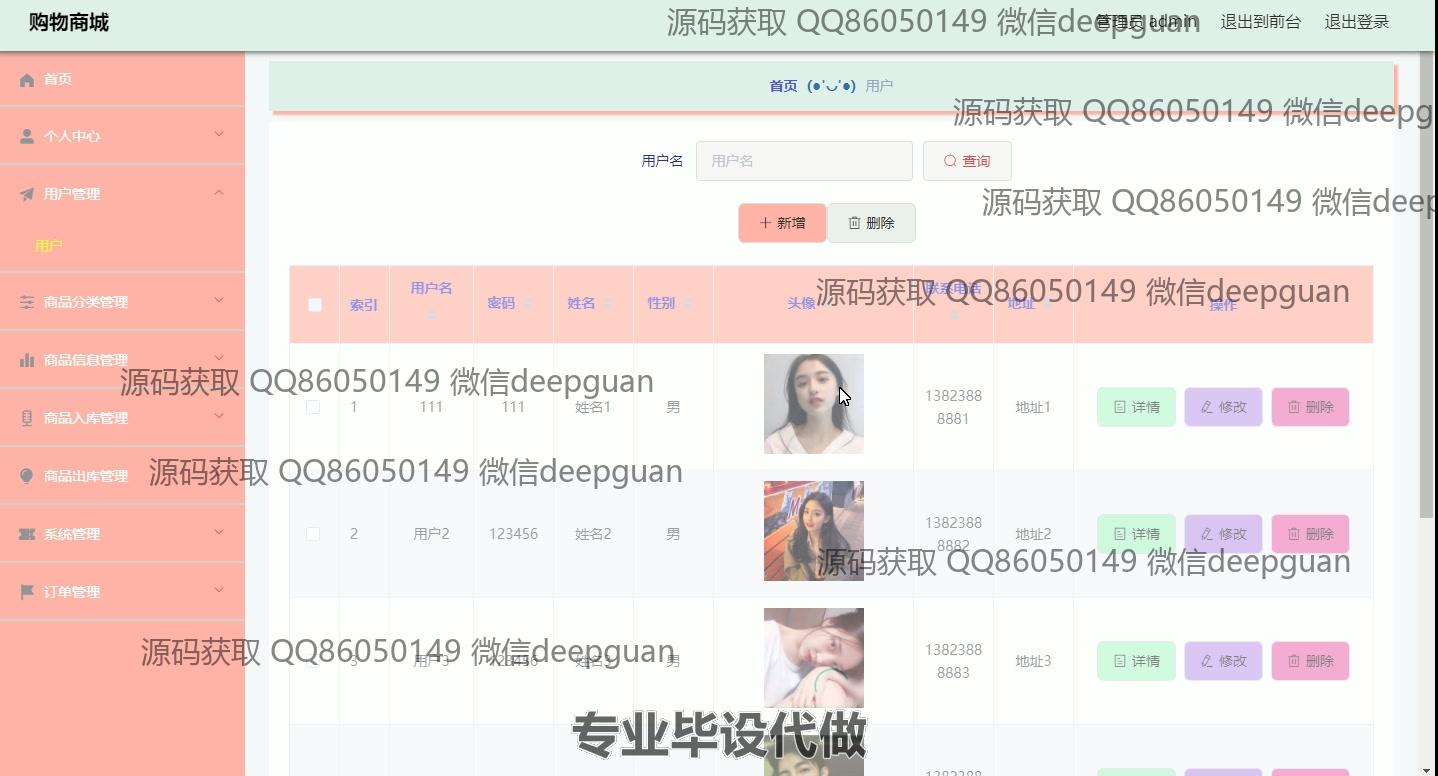 购物商城
管理员 admin 退出到前台 退出登录
源码获取 QQ86050149 微信deepguan
首页 (●'◡'●) 用户
源码获取 QQ86050149 微信deepg
首页
个人中心
用户管理
用户
商品分类管理
商品信息管理
商品入库管理
商品出库管理
系统管理
订单管理
用户名 用户名 查询
源码获取 QQ86050149 微信deep
新增 删除
索引 用户名 密码 姓名 性别 头像 联系电话 地址 操作
源码获取 QQ86050149 微信deepguan
源码获取 QQ86050149 微信deepguan
1 111 111 姓名1 男 13823888881 地址1 详情 修改 删除
源码获取 QQ86050149 微信deepguan
2 用户2 123456 姓名2 男 13823888882 地址2 详情 修改 删除
源码获取 QQ86050149 微信deepguan
3 用户3 123456 姓名3 男 13823888883 地址3 详情 修改 删除
源码获取 QQ86050149 微信deepguan
专业毕设代做